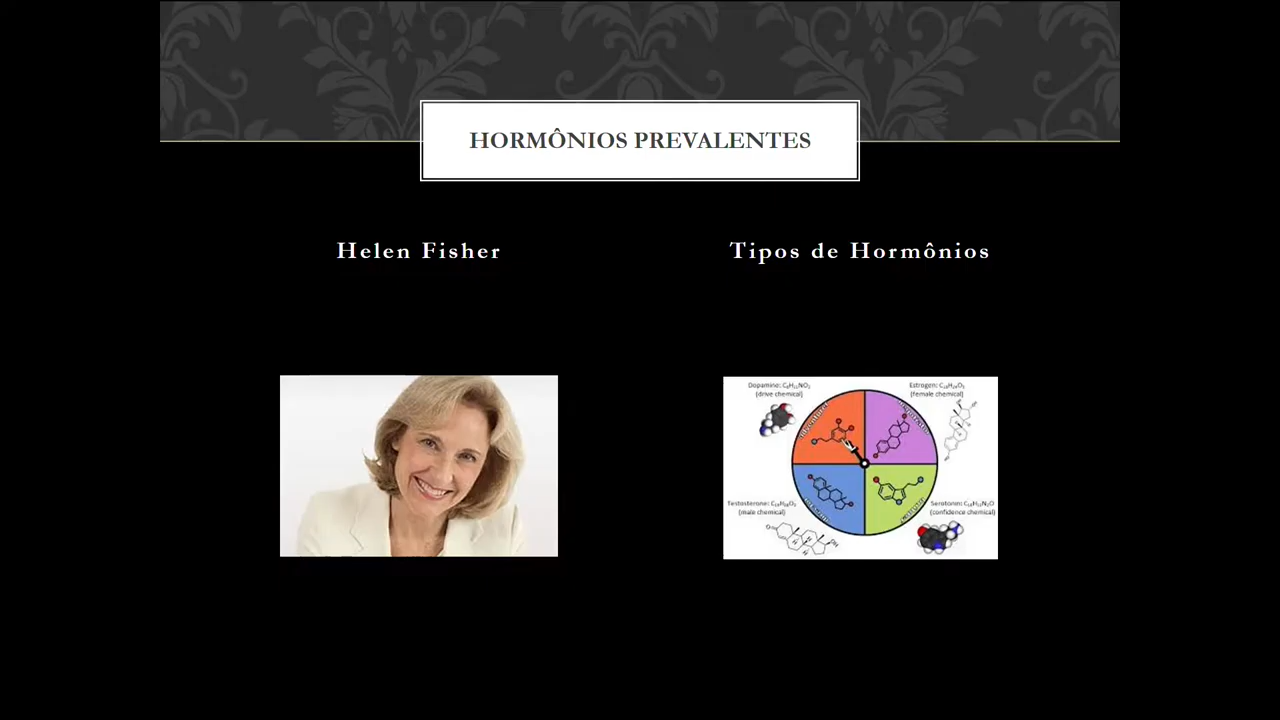 HORMÔNIOS PREVALENTES
Helen Fisher
Tipos de Hormônios
Dopamine: C₈H₁₁NO₂
(drive chemical)
Estrogen: C₁₈H₂₄O₂
(female chemical)
Testosterone: C₁₉H₂₈O₂
(male chemical)
Serotonin: C₁₀H₁₂N₂O
(confidence chemical)